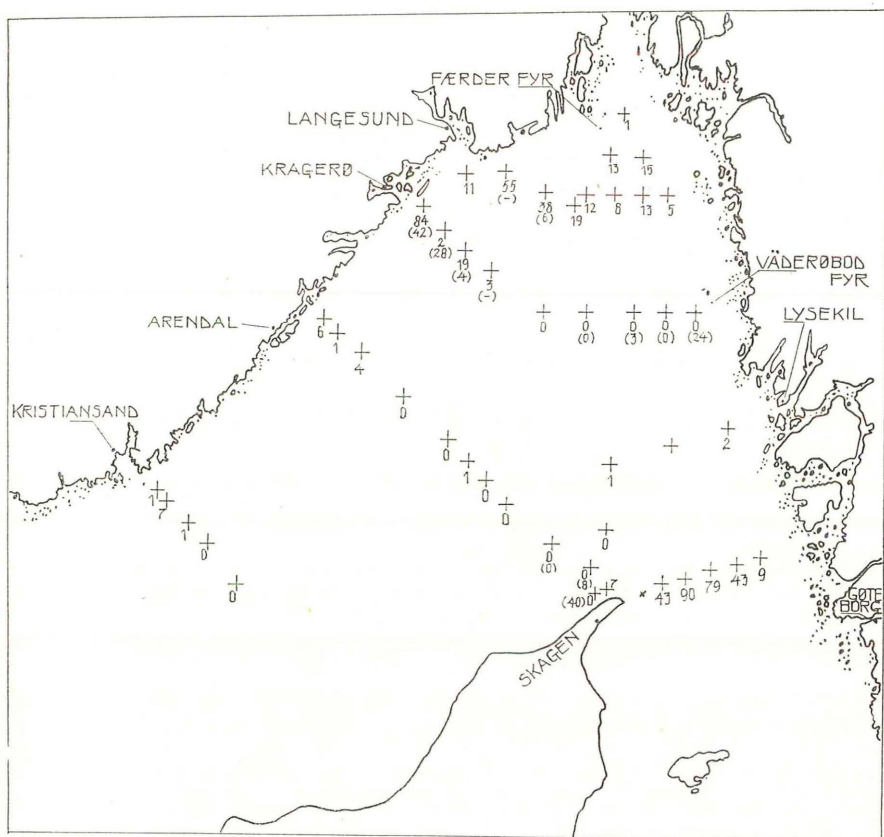 FÆRDER FYR
LANGESUND
1
KRAGERØ
13 15
11 55
(-)
38 19 12 8 13 5
(6)
84
(42)
2
(28)
19
(4)
3
(-)
VÄDERØBOD
FYR
LYSEKIL
0 0 0 0 0
(0) (3) (0) (24)
ARENDAL
6
1
4
KRISTIANSAND
0
0
2
1
1
0
0
1
7
1
0
0
0
0
(0)
0
(8)
(40) 0 7
43 90 79 43 9
GØTE
BORG
SKAGEN